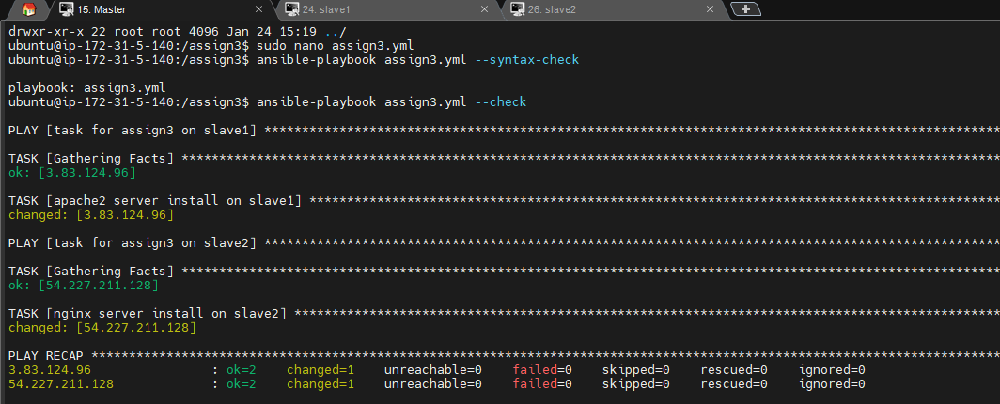 15. Master
24. slave1
26. slave2
drwxr-xr-x 22 root root 4096 Jan 24 15:19 ../
ubuntu@ip-172-31-5-140:/assign3$ sudo nano assign3.yml
ubuntu@ip-172-31-5-140:/assign3$ ansible-playbook assign3.yml --syntax-check
playbook: assign3.yml
ubuntu@ip-172-31-5-140:/assign3$ ansible-playbook assign3.yml --check
PLAY [task for assign3 on slave1] **************************************************************************************************
TASK [Gathering Facts] *************************************************************************************************************
ok: [3.83.124.96]
TASK [apache2 server install on slave1] ********************************************************************************************
changed: [3.83.124.96]
PLAY [task for assign3 on slave2] **************************************************************************************************
TASK [Gathering Facts] *************************************************************************************************************
ok: [54.227.211.128]
TASK [nginx server install on slave2] **********************************************************************************************
changed: [54.227.211.128]
PLAY RECAP *************************************************************************************************************************
3.83.124.96                : ok=2    changed=1    unreachable=0    failed=0    skipped=0    rescued=0    ignored=0
54.227.211.128             : ok=2    changed=1    unreachable=0    failed=0    skipped=0    rescued=0    ignored=0